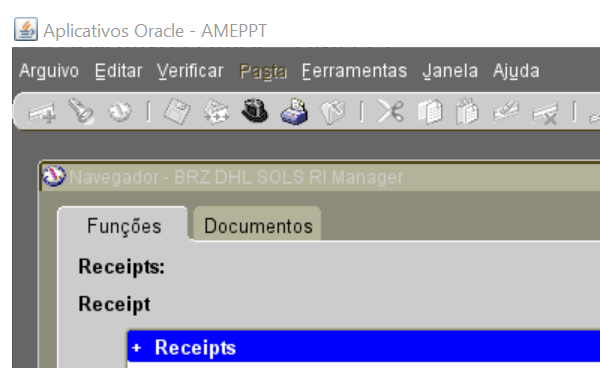 Aplicativos Oracle - AMEPPT
Arquivo Editar Verificar Pasta Ferramentas Janela Ajuda
Navegador - BRZ DHL SOLS RI Manager
Funções Documentos
Receipts:
Receipt
+ Receipts